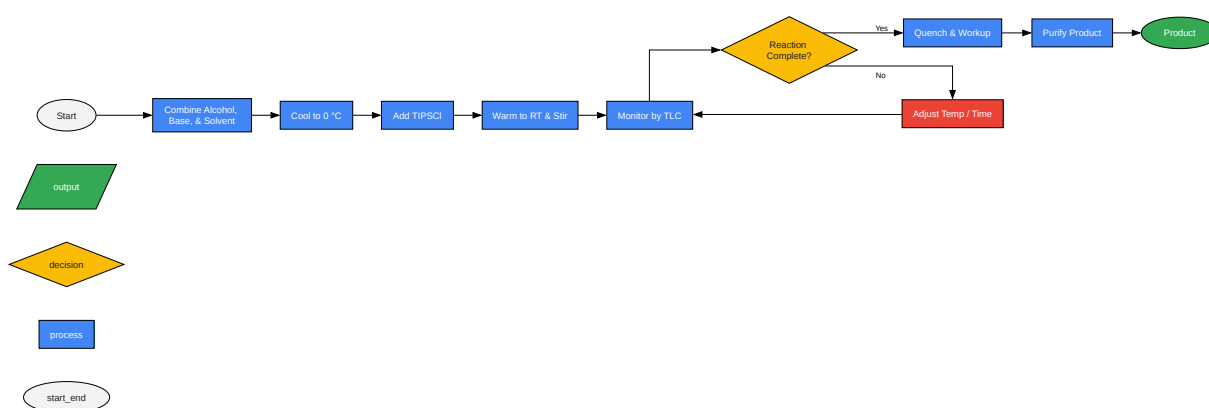 Start
Combine Alcohol,
Base, & Solvent
Cool to 0 °C
Add TIPSCl
Warm to RT & Stir
Monitor by TLC
Reaction
Complete?
Yes
No
Quench & Workup
Purify Product
Product
Adjust Temp / Time
output
decision
process
start_end